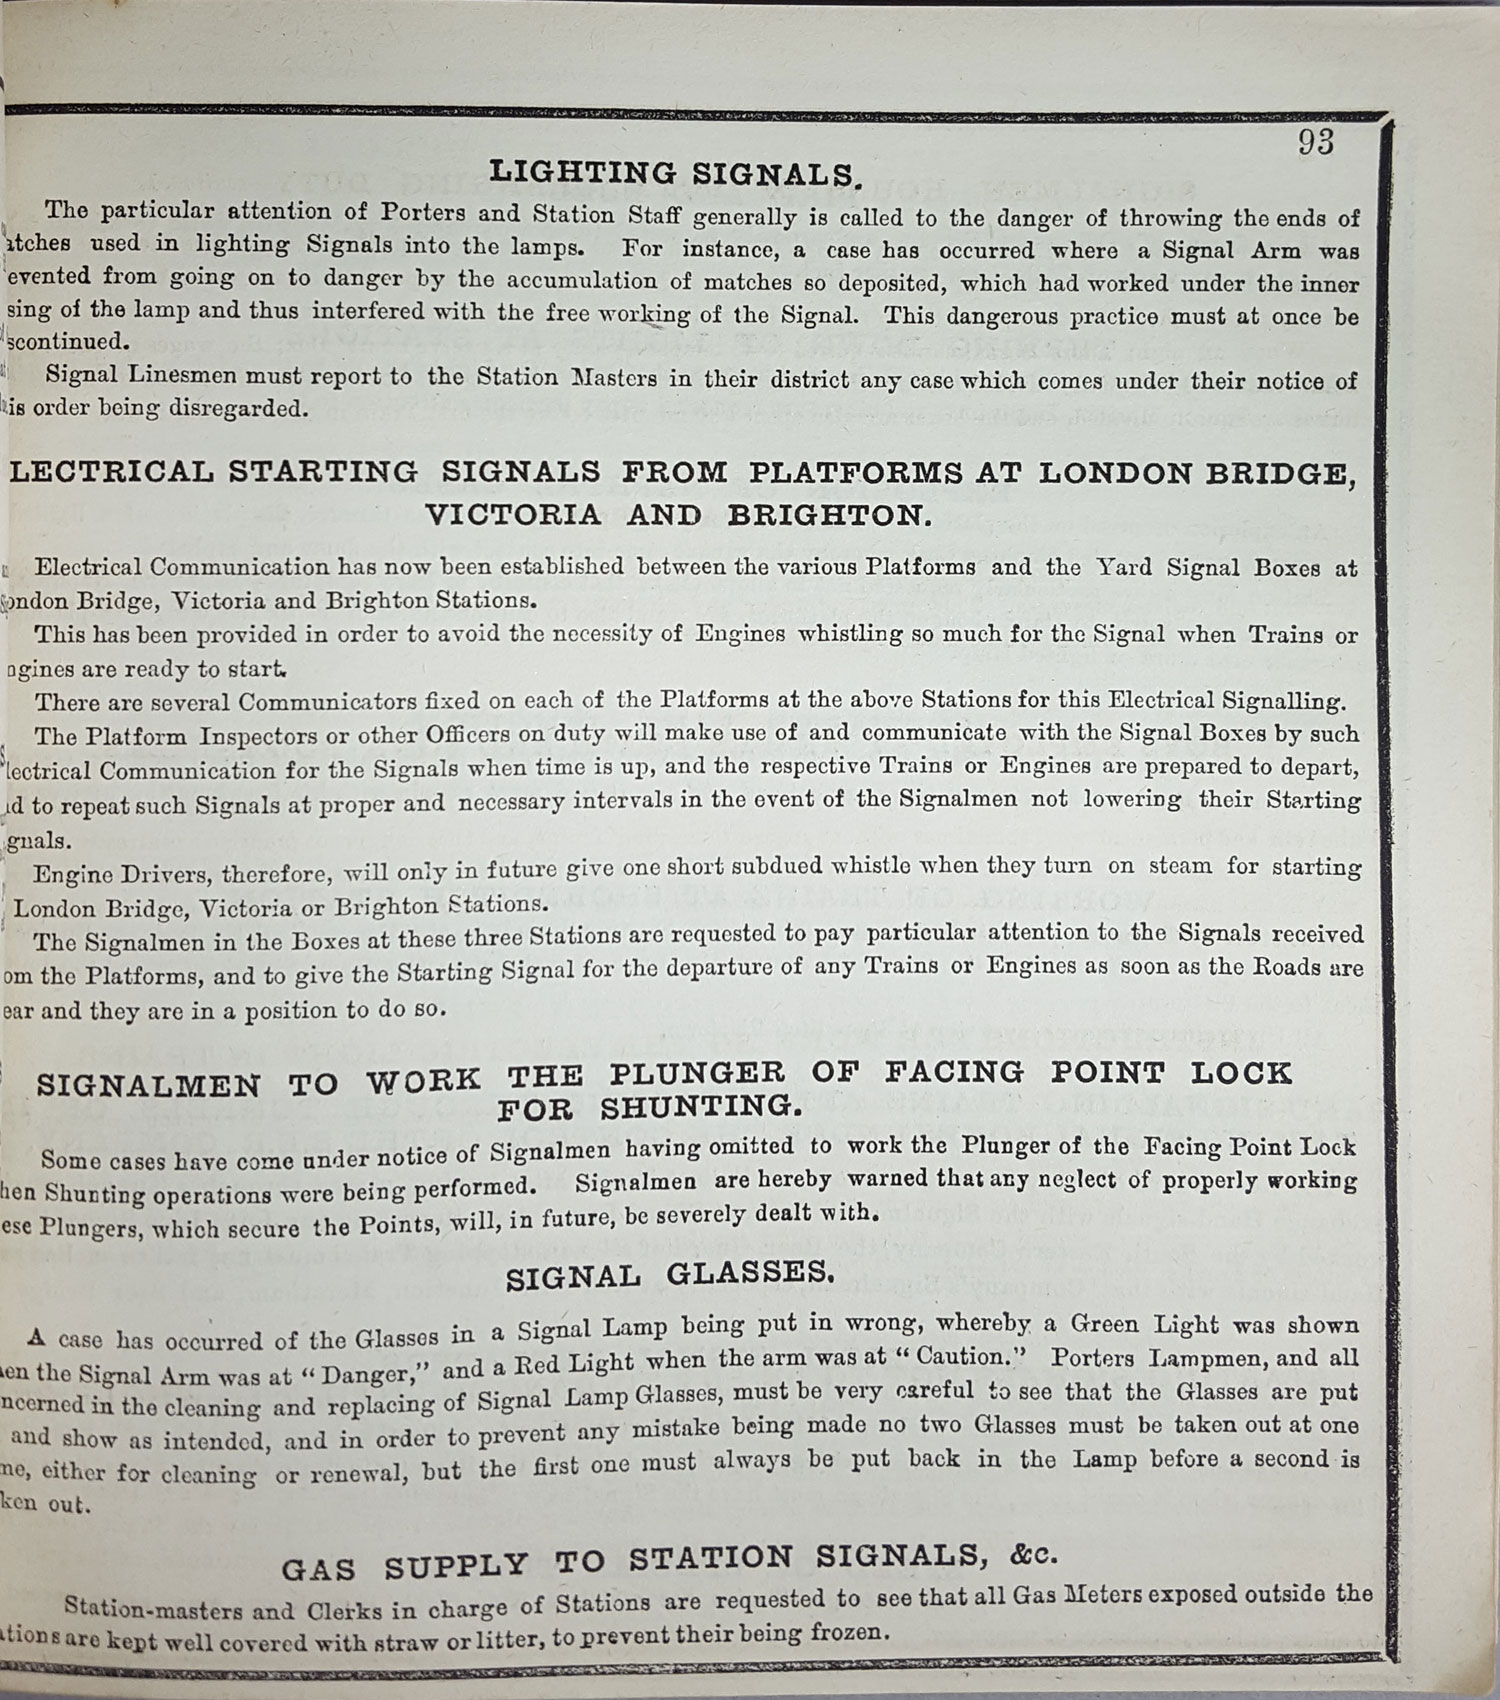 93
LIGHTING SIGNALS.
The particular attention of Porters and Station Staff generally is called to the danger of throwing the ends of
atches used in lighting Signals into the lamps. For instance, a case has occurred where a Signal Arm was
evented from going on to danger by the accumulation of matches so deposited, which had worked under the inner
sing of the lamp and thus interfered with the free working of the Signal. This dangerous practice must at once be
scontinued.
Signal Linesmen must report to the Station Masters in their district any case which comes under their notice of
is order being disregarded.
LECTRICAL STARTING SIGNALS FROM PLATFORMS AT LONDON BRIDGE,
VICTORIA AND BRIGHTON.
Electrical Communication has now been established between the various Platforms and the Yard Signal Boxes at
ondon Bridge, Victoria and Brighton Stations.
This has been provided in order to avoid the necessity of Engines whistling so much for the Signal when Trains or
ngines are ready to start.
There are several Communicators fixed on each of the Platforms at the above Stations for this Electrical Signalling.
The Platform Inspectors or other Officers on duty will make use of and communicate with the Signal Boxes by such
lectrical Communication for the Signals when time is up, and the respective Trains or Engines are prepared to depart,
d to repeat such Signals at proper and necessary intervals in the event of the Signalmen not lowering their Starting
gnals.
Engine Drivers, therefore, will only in future give one short subdued whistle when they turn on steam for starting
London Bridge, Victoria or Brighton Stations.
The Signalmen in the Boxes at these three Stations are requested to pay particular attention to the Signals received
om the Platforms, and to give the Starting Signal for the departure of any Trains or Engines as soon as the Roads are
ear and they are in a position to do so.
SIGNALMEN TO WORK THE PLUNGER OF FACING POINT LOCK
FOR SHUNTING.
Some cases have come under notice of Signalmen having omitted to work the Plunger of the Facing Point Lock
hen Shunting operations were being performed. Signalmen are hereby warned that any neglect of properly working
ese Plungers, which secure the Points, will, in future, be severely dealt with.
SIGNAL GLASSES.
A case has occurred of the Glasses in a Signal Lamp being put in wrong, whereby a Green Light was shown
en the Signal Arm was at "Danger," and a Red Light when the arm was at "Caution." Porters Lampmen, and all
ncerned in the cleaning and replacing of Signal Lamp Glasses, must be very careful to see that the Glasses are put
and show as intended, and in order to prevent any mistake being made no two Glasses must be taken out at one
me, either for cleaning or renewal, but the first one must always be put back in the Lamp before a second is
ken out.
GAS SUPPLY TO STATION SIGNALS, &c.
Station-masters and Clerks in charge of Stations are requested to see that all Gas Meters exposed outside the
ations are kept well covered with straw or litter, to prevent their being frozen.